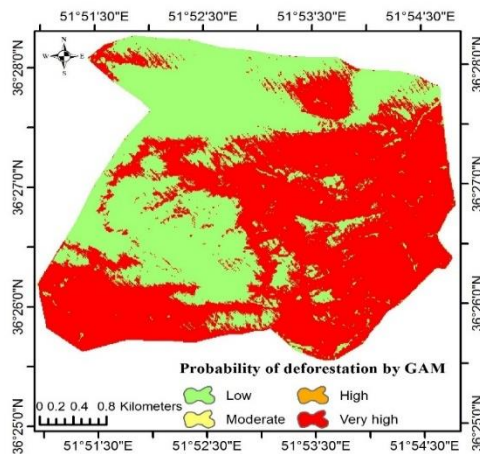 51°51'30"E 51°52'30"E 51°53'30"E 51°54'30"E
N
W E
S
36°28'0"N 36°28'0"N
36°27'0"N 36°27'0"N
36°26'0"N 36°26'0"N
Probability of deforestation by GAM
Low High
0 0.2 0.4 0.8 Kilometers Moderate Very high
36°25'0"N 36°25'0"N
51°51'30"E 51°52'30"E 51°53'30"E 51°54'30"E